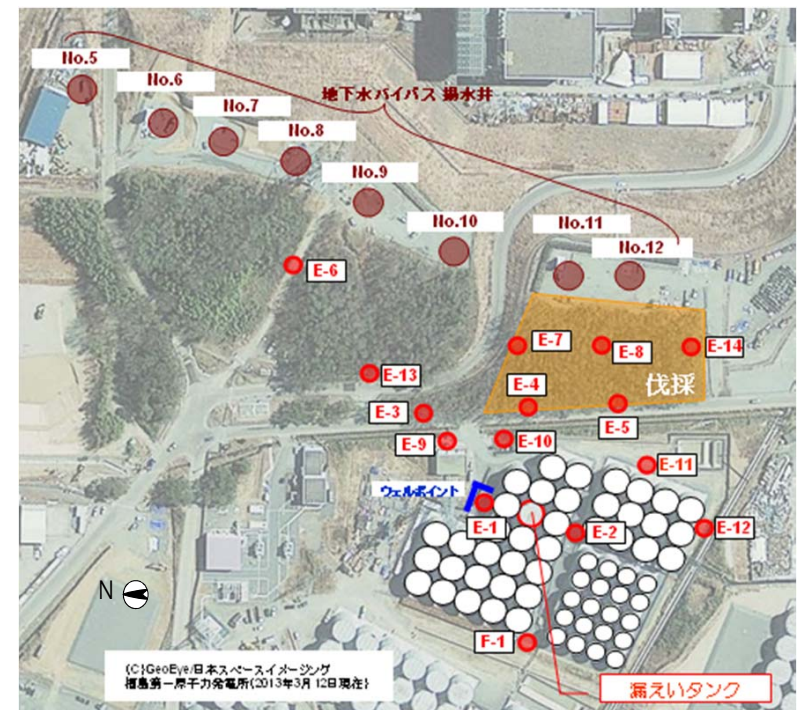 No.5
No.6
No.7
地下水バイパス 揚水井
No.8
No.9
No.10
No.11
No.12
E-6
E-7
E-8
E-14
E-13
伐採
E-4
E-3
E-5
E-9
E-10
E-11
ウェルポイント
E-1
E-2
E-12
N
F-1
(C)GeoEye/日本スペースイメージング
福島第一原子力発電所(2013年3月12日現在)
漏えいタンク